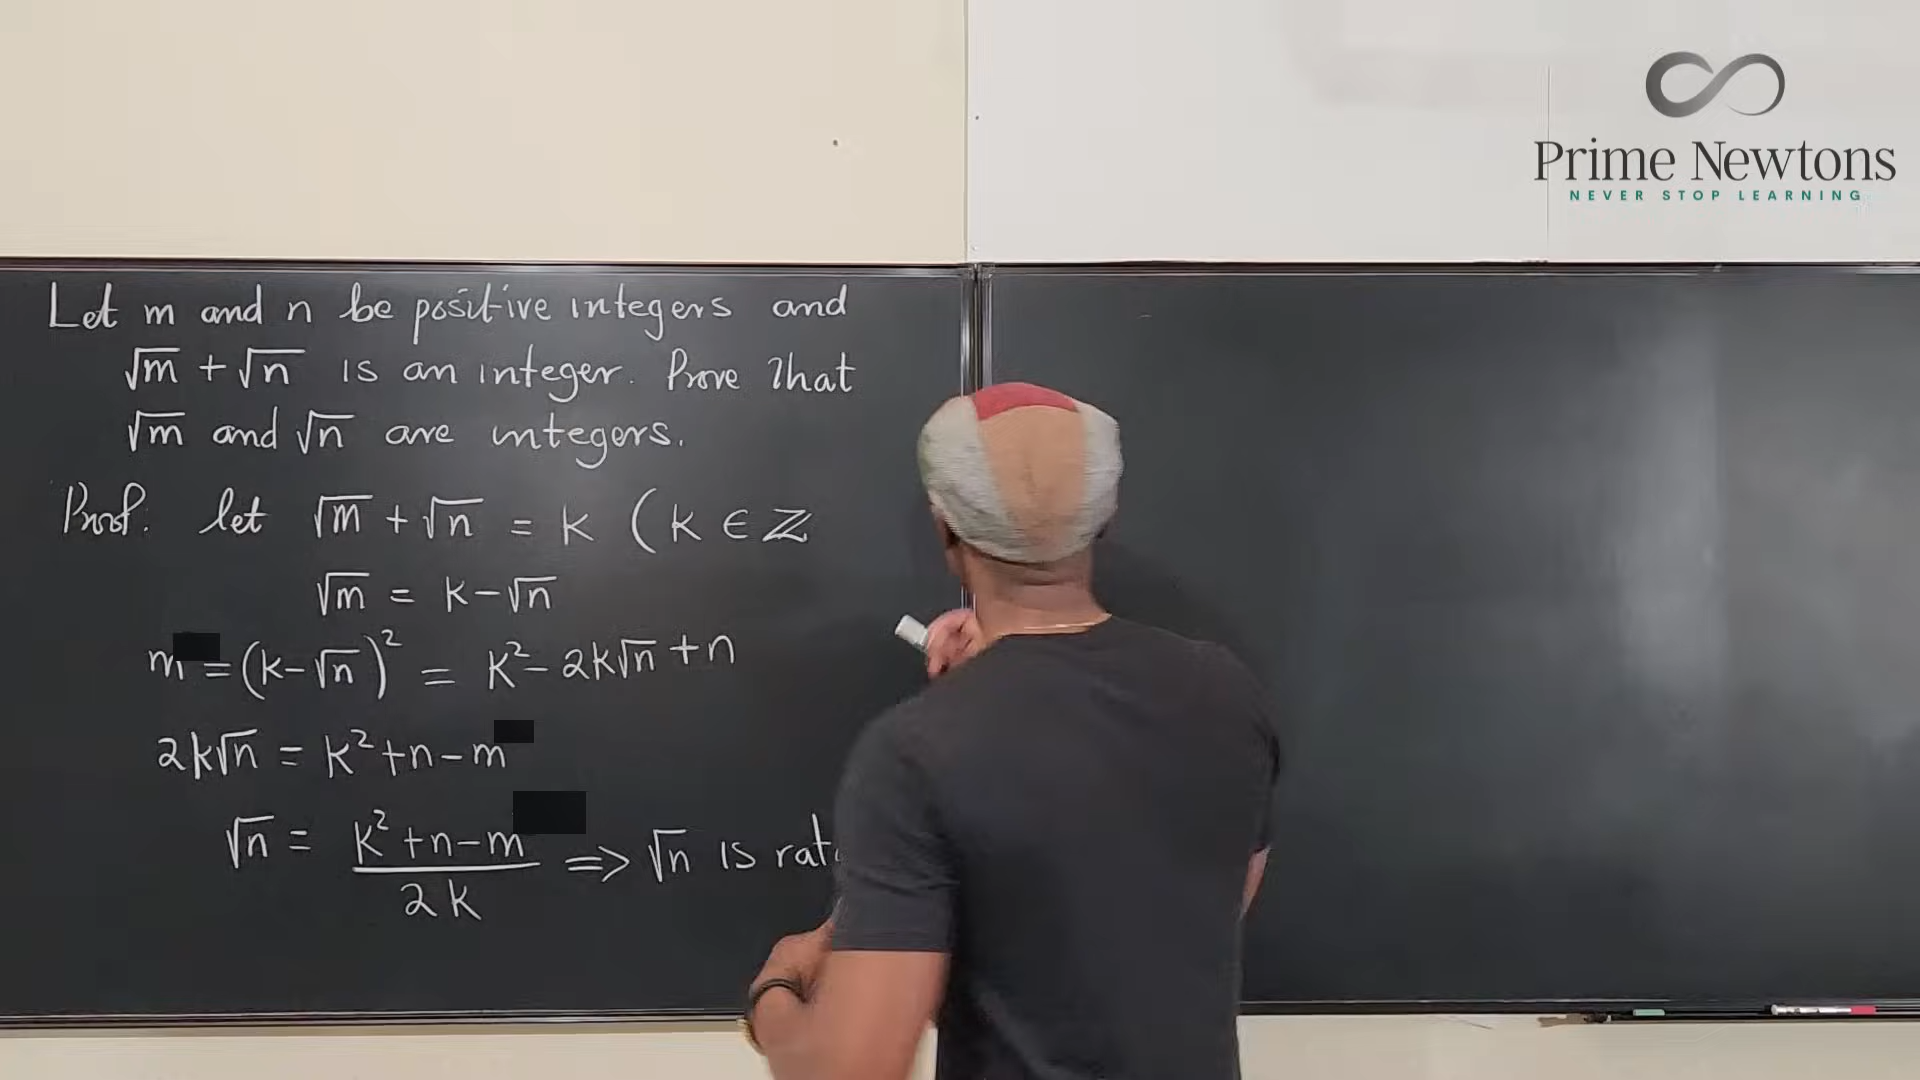 Prime Newtons
NEVER STOP LEARNING
Let m and n be positive integers and
√m + √n is an integer. Prove that
√m and √n are integers.
Proof. let √m + √n = k (k ∈ ℤ
√m = k - √n
m = (k-√n)² = k² - 2k√n + n
2k√n = k² + n - m
√n = (k² + n - m)/(2k) ⟹ √n is